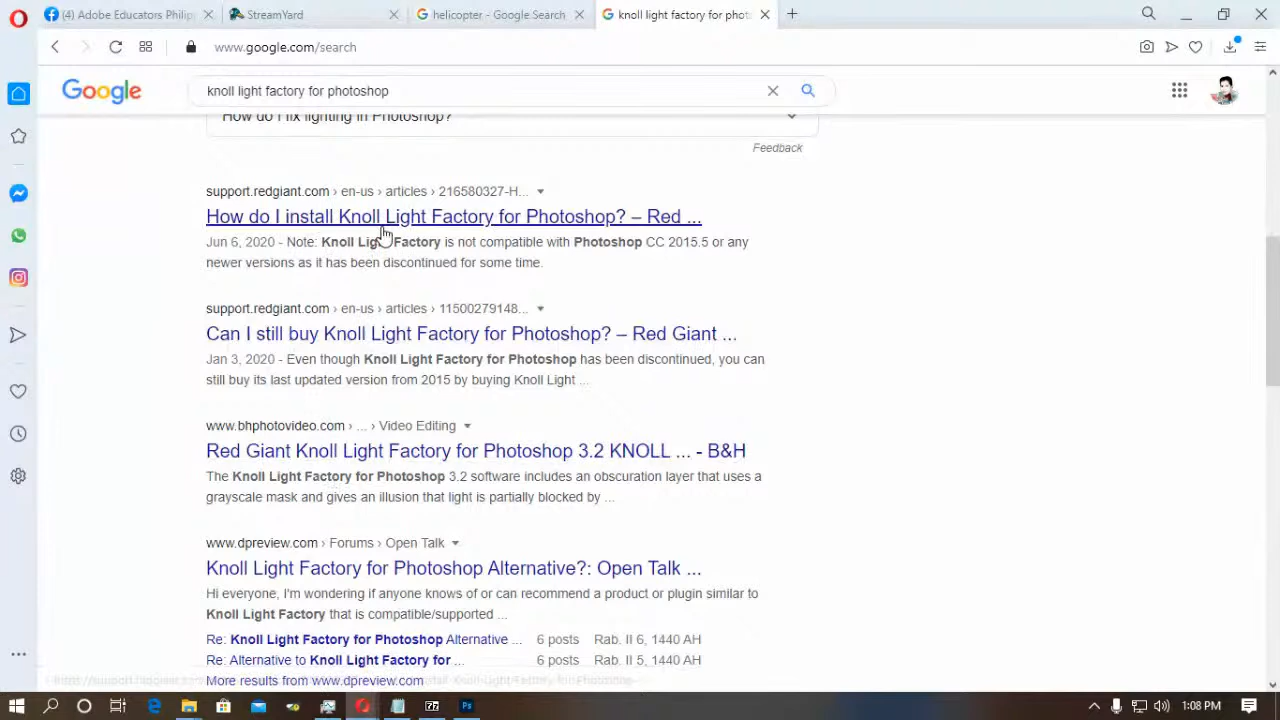 (4) Adobe Educators Philip
StreamYard
helicopter - Google Search
knoll light factory for phot
www.google.com/search
Google
knoll light factory for photoshop
How do I fix lighting in Photoshop?
Feedback
support.redgiant.com › en-us › articles › 216580327-H...
How do I install Knoll Light Factory for Photoshop? – Red ...
Jun 6, 2020 - Note: Knoll Light Factory is not compatible with Photoshop CC 2015.5 or any
newer versions as it has been discontinued for some time.
support.redgiant.com › en-us › articles › 11500279148...
Can I still buy Knoll Light Factory for Photoshop? – Red Giant ...
Jan 3, 2020 - Even though Knoll Light Factory for Photoshop has been discontinued, you can
still buy its last updated version from 2015 by buying Knoll Light ...
www.bhphotovideo.com › ... › Video Editing
Red Giant Knoll Light Factory for Photoshop 3.2 KNOLL ... - B&H
The Knoll Light Factory for Photoshop 3.2 software includes an obscuration layer that uses a
grayscale mask and gives an illusion that light is partially blocked by ...
www.dpreview.com › Forums › Open Talk
Knoll Light Factory for Photoshop Alternative?: Open Talk ...
Hi everyone, I'm wondering if anyone knows of or can recommend a product or plugin similar to
Knoll Light Factory that is compatible/supported ...
Re: Knoll Light Factory for Photoshop Alternative ... 6 posts Rab. II 6, 1440 AH
Re: Alternative to Knoll Light Factory for ... 6 posts Rab. II 5, 1440 AH
More results from www.dpreview.com
Ps
1:08 PM